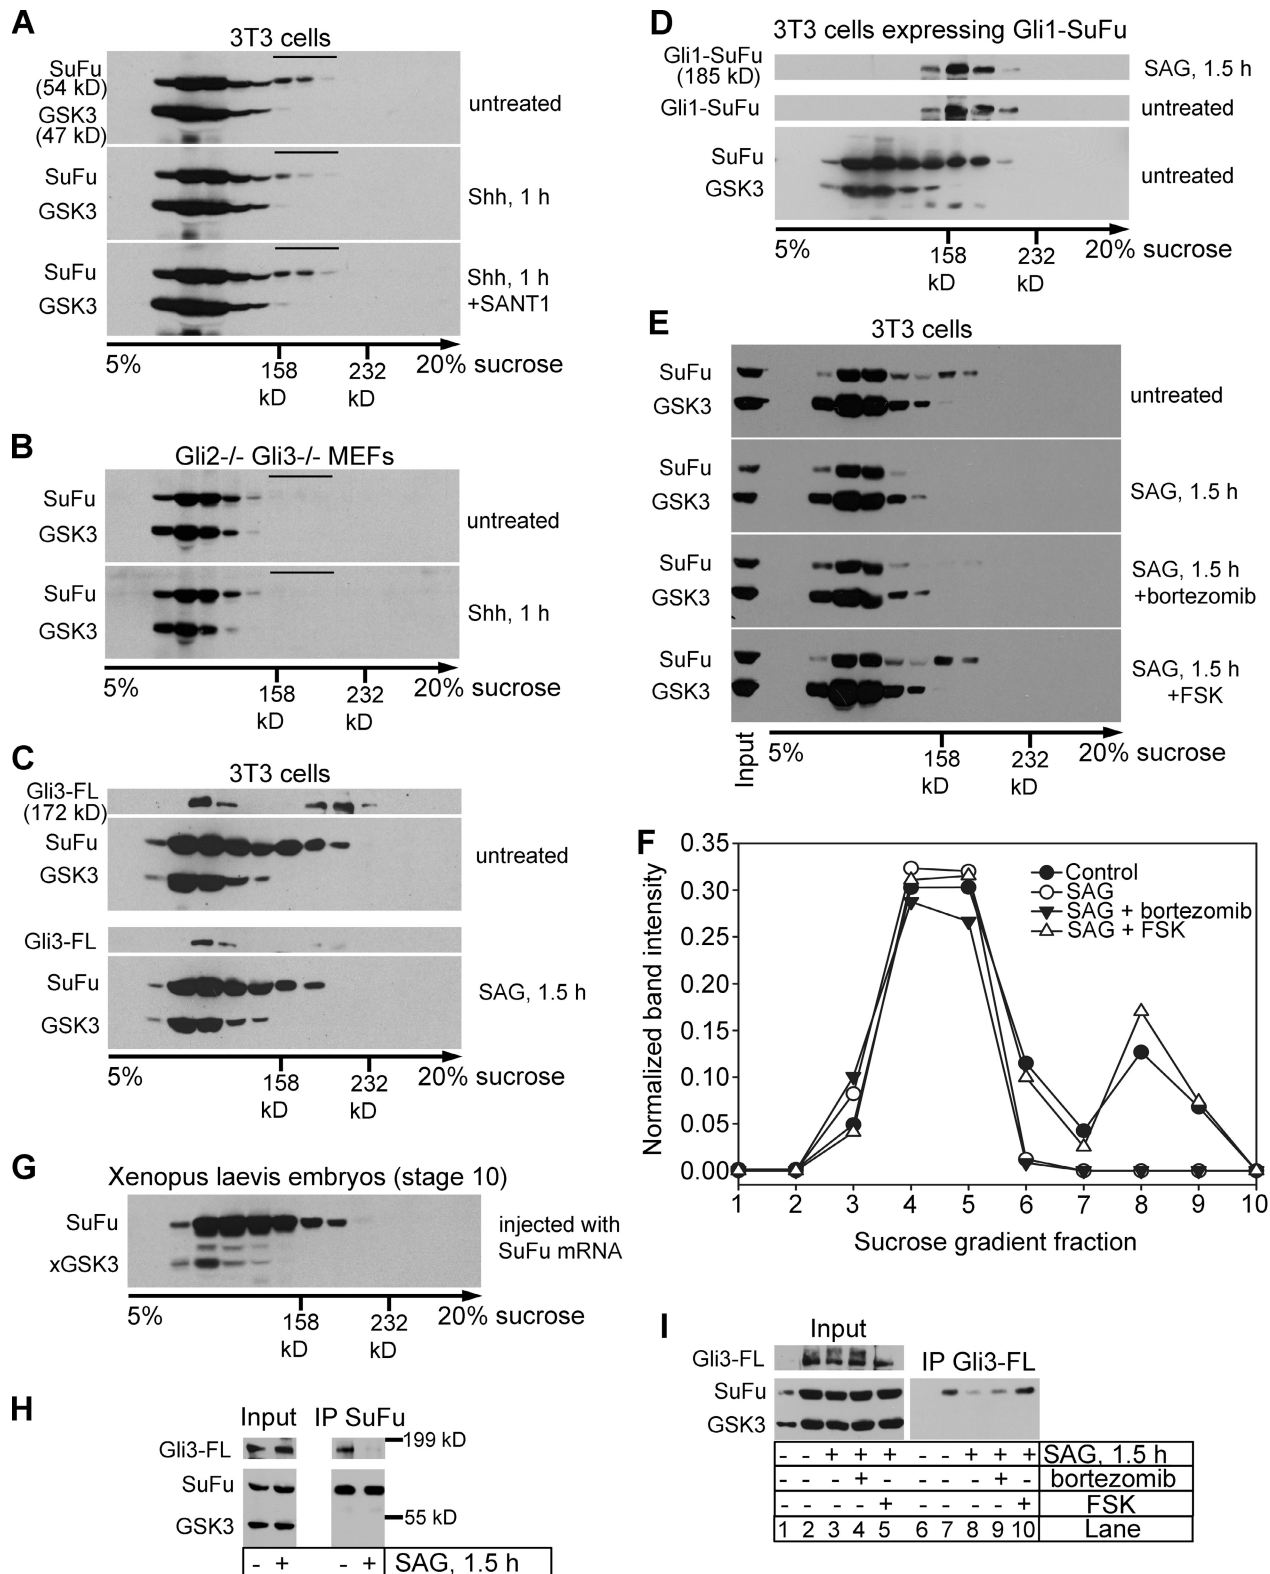 A
3T3 cells
SuFu
(54 kD)
GSK3
(47 kD)
untreated
SuFu
GSK3
Shh, 1 h
SuFu
GSK3
Shh, 1 h
+SANT1
5%
158
kD
232
kD
20% sucrose
B
Gli2-/- Gli3-/- MEFs
SuFu
GSK3
untreated
SuFu
GSK3
Shh, 1 h
5%
158
kD
232
kD
20% sucrose
C
3T3 cells
Gli3-FL
(172 kD)
SuFu
GSK3
untreated
Gli3-FL
SuFu
GSK3
SAG, 1.5 h
5%
158
kD
232
kD
20% sucrose
D
3T3 cells expressing Gli1-SuFu
Gli1-SuFu
(185 kD)
SAG, 1.5 h
Gli1-SuFu
untreated
SuFu
GSK3
untreated
5%
158
kD
232
kD
20% sucrose
E
3T3 cells
SuFu
GSK3
untreated
SuFu
GSK3
SAG, 1.5 h
SuFu
GSK3
SAG, 1.5 h
+bortezomib
SuFu
GSK3
SAG, 1.5 h
+FSK
Input
5%
158
kD
232
kD
20% sucrose
F
Normalized band intensity
0.35
0.30
0.25
0.20
0.15
0.10
0.05
0.00
Control
SAG
SAG + bortezomib
SAG + FSK
1 2 3 4 5 6 7 8 9 10
Sucrose gradient fraction
G
Xenopus laevis embryos (stage 10)
SuFu
xGSK3
injected with
SuFu mRNA
5%
158
kD
232
kD
20% sucrose
H
Input IP SuFu
Gli3-FL
199 kD
SuFu
GSK3
55 kD
- + - + SAG, 1.5 h
I
Input
Gli3-FL
IP Gli3-FL
SuFu
GSK3
- - + + + - - + + + SAG, 1.5 h
- - - + - - - - + - bortezomib
- - - - + - - - - + FSK
1 2 3 4 5 6 7 8 9 10 Lane